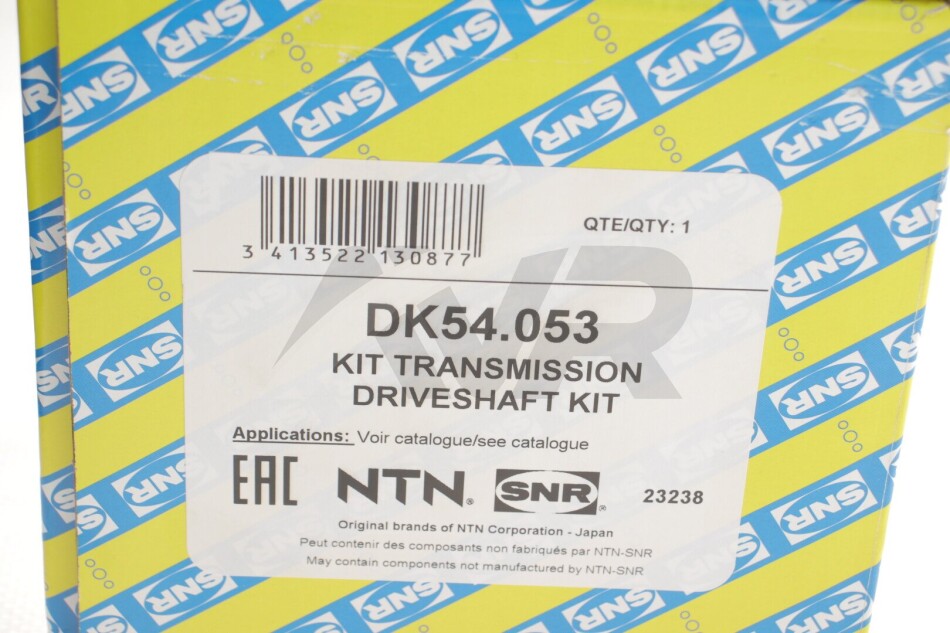 SNR
3 413522 130877
QTE/QTY: 1
DK54.053
KIT TRANSMISSION
DRIVESHAFT KIT
Applications: Voir catalogue/see catalogue
EAC NTN® SNR® 23238
Original brands of NTN Corporation - Japan
Peut contenir des composants non fabriqués par NTN-SNR
May contain components not manufactured by NTN-SNR